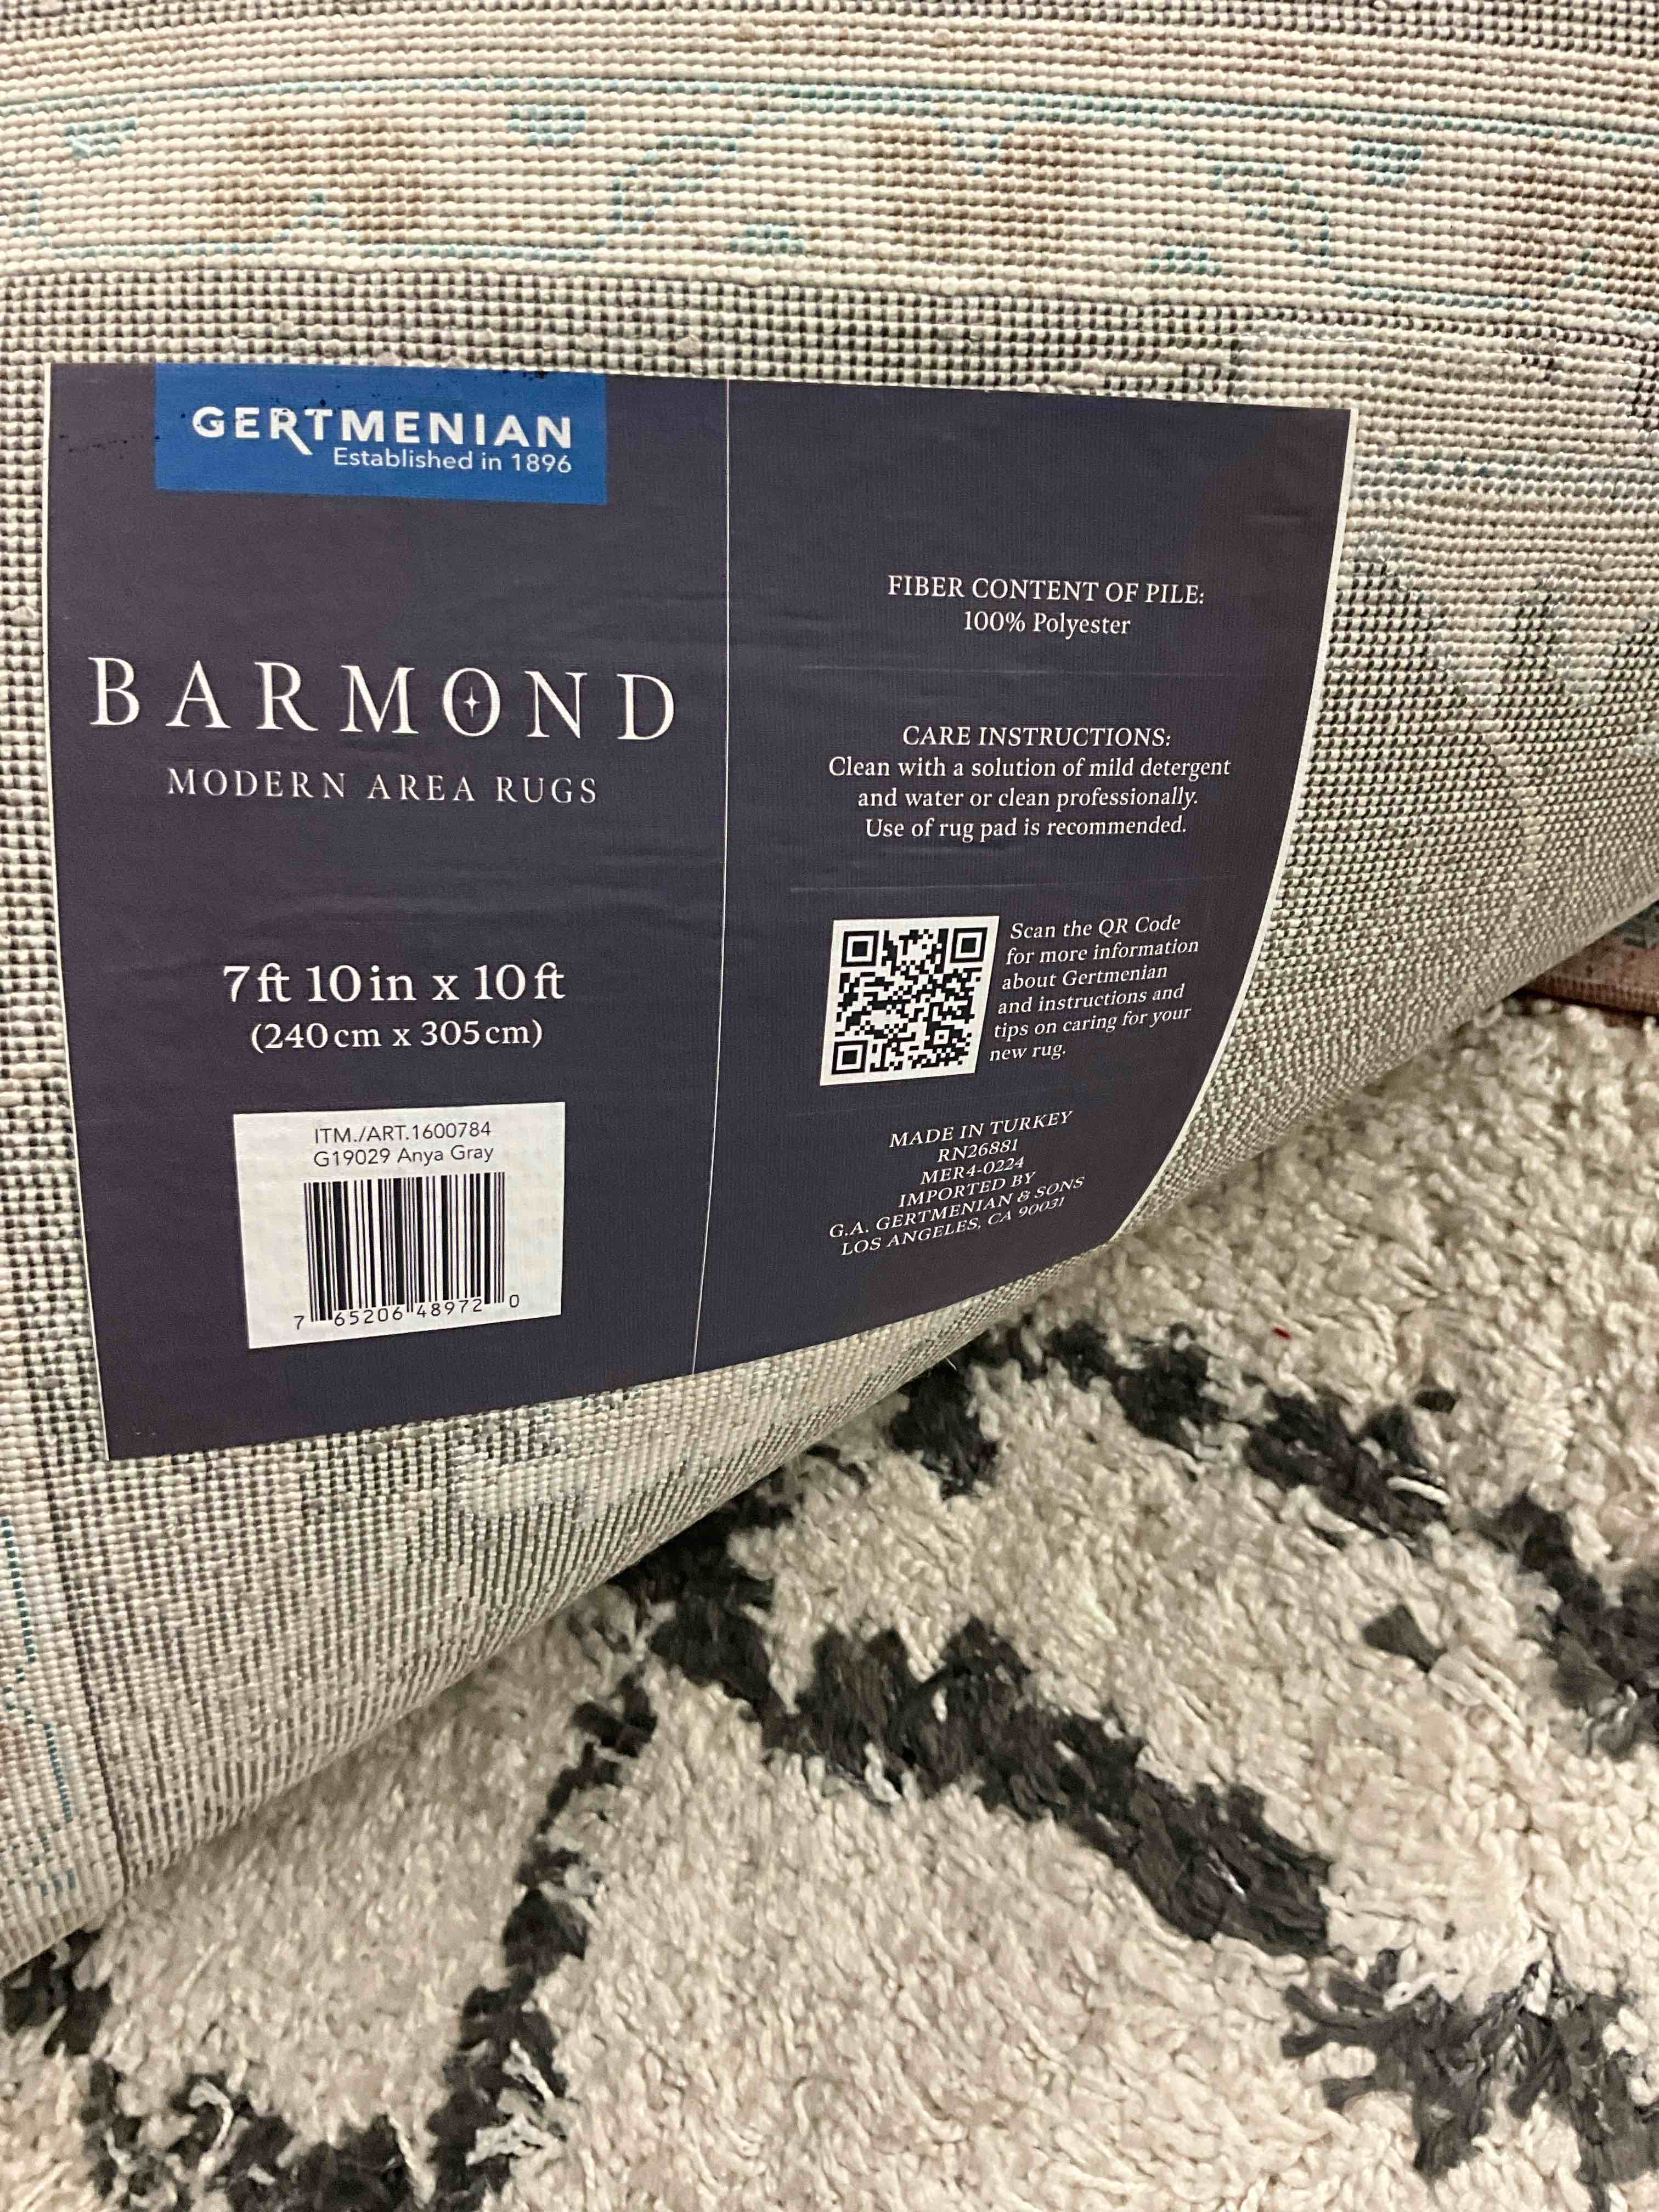 GERTMENIAN
Established in 1896
BARMOND
MODERN AREA RUGS
7 ft 10 in x 10 ft
(240 cm x 305 cm)
ITM./ART.1600784
G19029 Anya Gray
7 65206 48972 0
FIBER CONTENT OF PILE:
100% Polyester
CARE INSTRUCTIONS:
Clean with a solution of mild detergent
and water or clean professionally.
Use of rug pad is recommended.
Scan the QR Code
for more information
about Gertmenian
and instructions and
tips on caring for your
new rug.
MADE IN TURKEY
RN26881
MER4-0224
IMPORTED BY
G.A. GERTMENIAN & SONS
LOS ANGELES, CA 90031